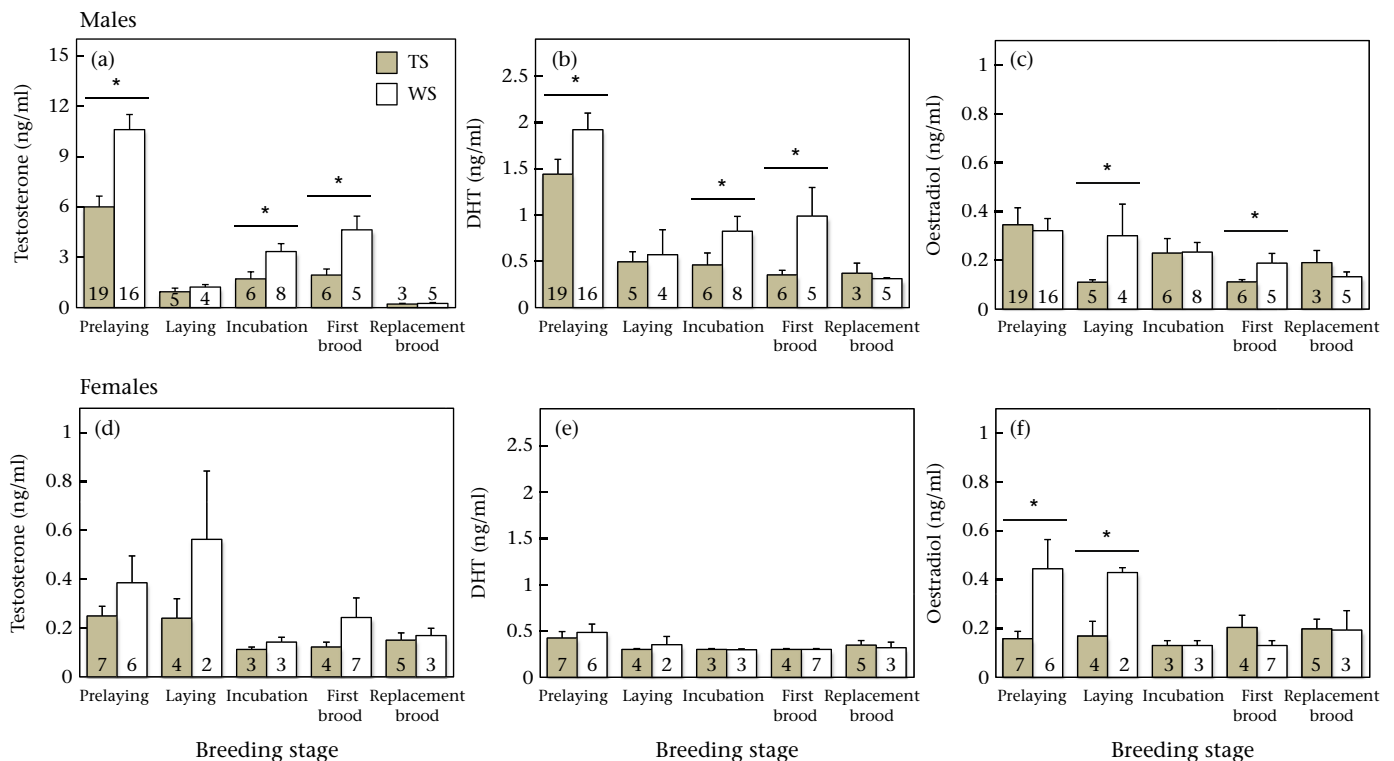 Males
(a)
TS
WS
Testosterone (ng/ml)
15
12
9
6
3
0
*
*
*
19 16 5 4 6 8 6 5 3 5
Prelaying Laying Incubation First Replacement
brood brood
(b)
DHT (ng/ml)
2.5
2
1.5
1
0.5
0
*
*
*
19 16 5 4 6 8 6 5 3 5
Prelaying Laying Incubation First Replacement
brood brood
(c)
Oestradiol (ng/ml)
1
0.8
0.6
0.4
0.2
0
*
*
19 16 5 4 6 8 6 5 3 5
Prelaying Laying Incubation First Replacement
brood brood
Females
(d)
Testosterone (ng/ml)
1
0.8
0.6
0.4
0.2
0
7 6 4 2 3 3 4 7 5 3
Prelaying Laying Incubation First Replacement
brood brood
Breeding stage
(e)
DHT (ng/ml)
2.5
2
1.5
1
0.5
0
7 6 4 2 3 3 4 7 5 3
Prelaying Laying Incubation First Replacement
brood brood
Breeding stage
(f)
Oestradiol (ng/ml)
1
0.8
0.6
0.4
0.2
0
*
*
7 6 4 2 3 3 4 7 5 3
Prelaying Laying Incubation First Replacement
brood brood
Breeding stage